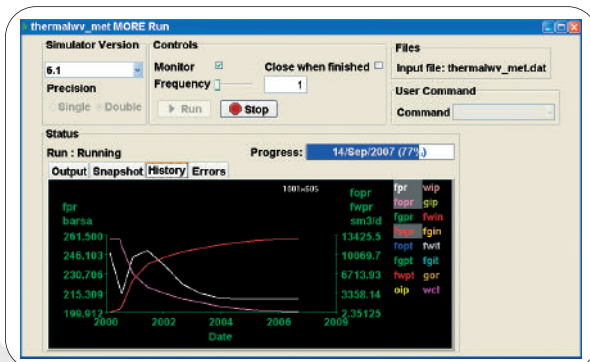 thermalwv_met MORE Run
Simulator Version
6.1
Precision
Single Double
Controls
Monitor
Close when finished
Frequency
1
Run
Stop
Files
Input file: thermalwv_met.dat
User Command
Command
Status
Run : Running
Progress:
14/Sep/2007 (77%)
Output Snapshot History Errors
fpr
barsa
261.500
246.103
230.706
215.309
199.912
2000 2002 2004 2006 2009
Date
fopr
fwpr
sm3/d
13425.5
10069.7
6713.93
3358.14
2.35125
fpr wip
fopr gip
fgpr fwin
fgin
fopt fwit
fgpt fgit
fwpt gor
oip wct